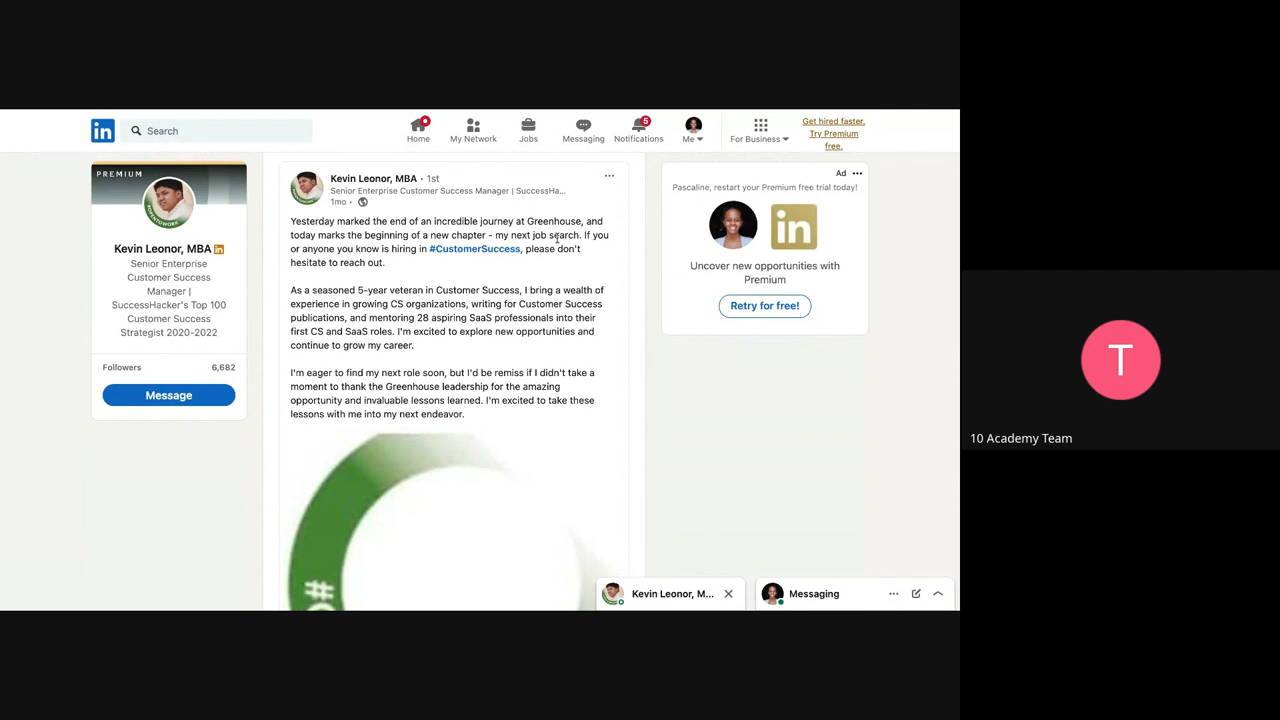 in
Search
Home
My Network
Jobs
Messaging
5
Notifications
Me
For Business
Get hired faster.
Try Premium
free.
PREMIUM
Kevin Leonor, MBA in
Senior Enterprise
Customer Success
Manager |
SuccessHacker's Top 100
Customer Success
Strategist 2020-2022
Followers 6,682
Message
Kevin Leonor, MBA • 1st
Senior Enterprise Customer Success Manager | SuccessHa...
1mo •
Yesterday marked the end of an incredible journey at Greenhouse, and
today marks the beginning of a new chapter - my next job search. If you
or anyone you know is hiring in #CustomerSuccess, please don't
hesitate to reach out.
As a seasoned 5-year veteran in Customer Success, I bring a wealth of
experience in growing CS organizations, writing for Customer Success
publications, and mentoring 28 aspiring SaaS professionals into their
first CS and SaaS roles. I'm excited to explore new opportunities and
continue to grow my career.
I'm eager to find my next role soon, but I'd be remiss if I didn't take a
moment to thank the Greenhouse leadership for the amazing
opportunity and invaluable lessons learned. I'm excited to take these
lessons with me into my next endeavor.
Ad •••
Pascaline, restart your Premium free trial today!
in
Uncover new opportunities with
Premium
Retry for free!
Kevin Leonor, M...
Messaging
T
10 Academy Team